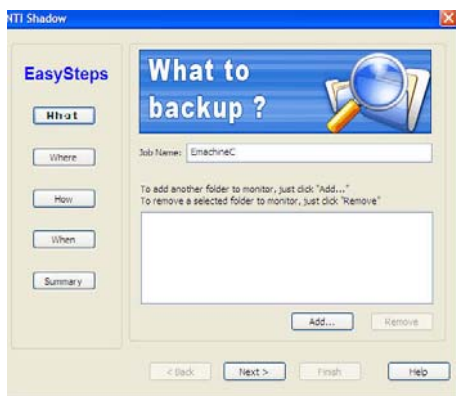 NTI Shadow
EasySteps
What
Where
How
When
Summary
What to
backup ?
Job Name: EmachineC
To add another folder to monitor, just click "Add..."
To remove a selected folder to monitor, just click "Remove"
Add... Remove
< Back Next > Finish Help